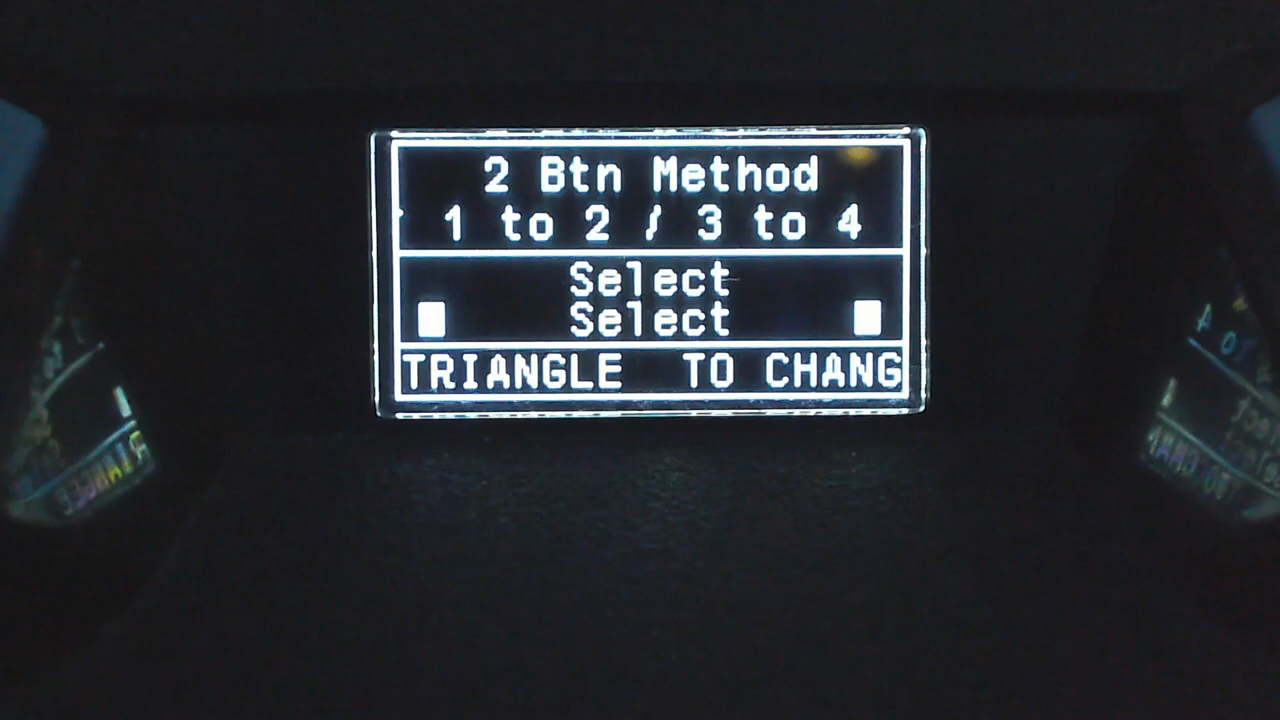 2 Btn Method
1 to 2 / 3 to 4
Select
Select
TRIANGLE  TO CHANG